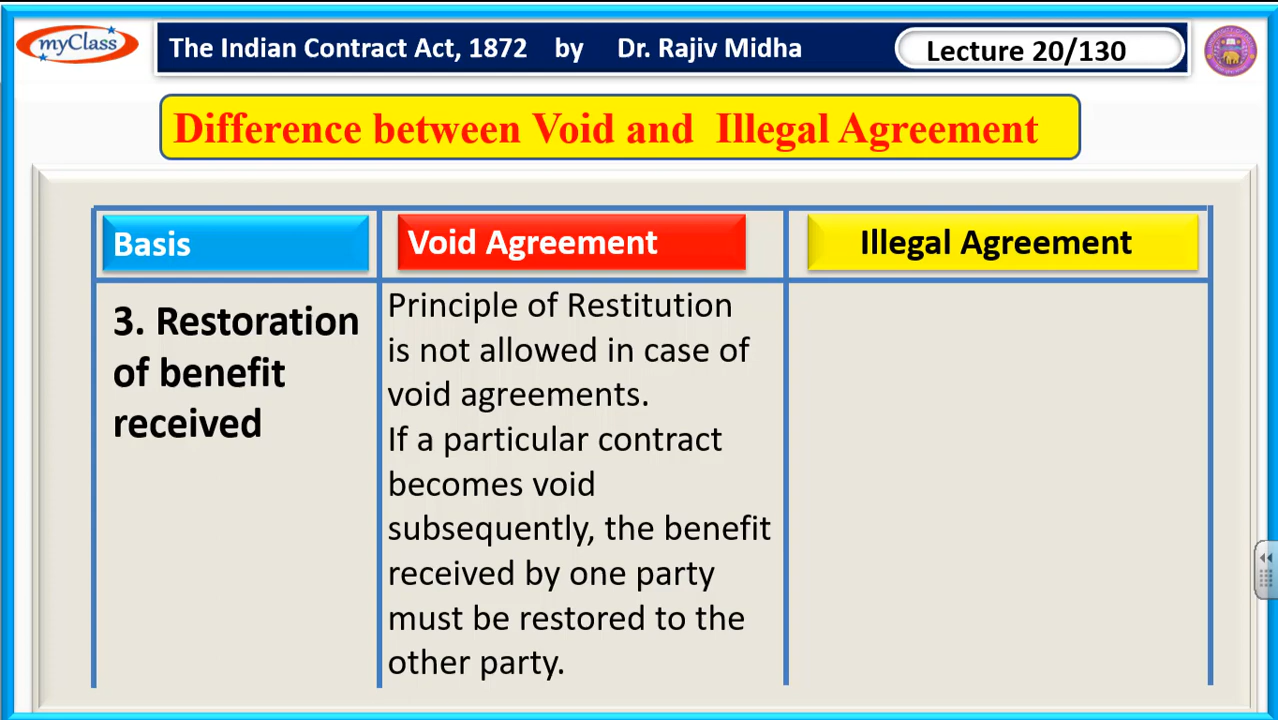 myClass
The Indian Contract Act, 1872 by Dr. Rajiv Midha
Lecture 20/130
Difference between Void and Illegal Agreement
Basis
Void Agreement
Illegal Agreement
3. Restoration
of benefit
received
Principle of Restitution
is not allowed in case of
void agreements.
If a particular contract
becomes void
subsequently, the benefit
received by one party
must be restored to the
other party.